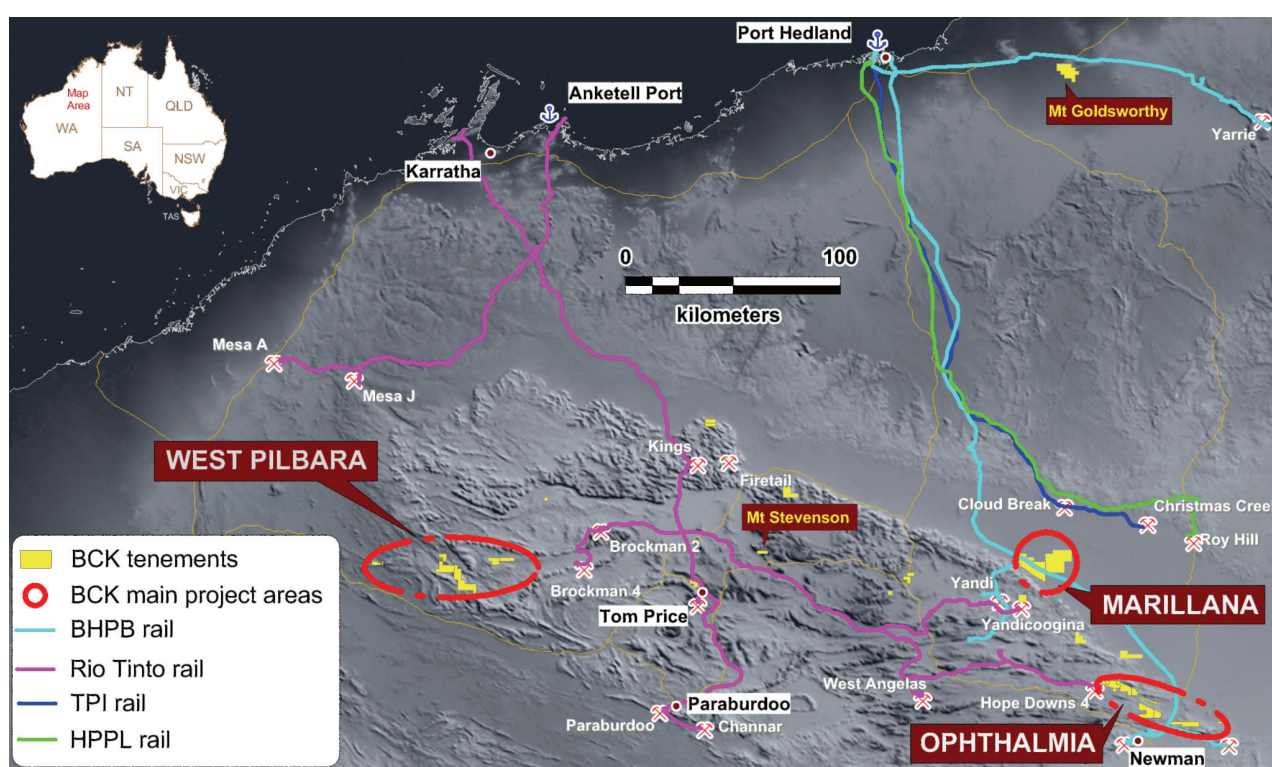 Port Hedland
Anketell Port
Map
Area
NT
QLD
WA
SA
NSW
VIC
TAS
Mt Goldsworthy
Yarrie
Karratha
0
100
kilometers
Mesa A
Mesa J
WEST PILBARA
Kings
Firetail
Cloud Break
Christmas Creek
Mt Stevenson
Roy Hill
Brockman 2
Brockman 4
Yandi
MARILLANA
Tom Price
Yandicoogina
West Angelas
Hope Downs 4
Paraburdoo
Paraburdoo
Channar
OPHTHALMIA
Newman
BCK tenements
BCK main project areas
BHPB rail
Rio Tinto rail
TPI rail
HPPL rail